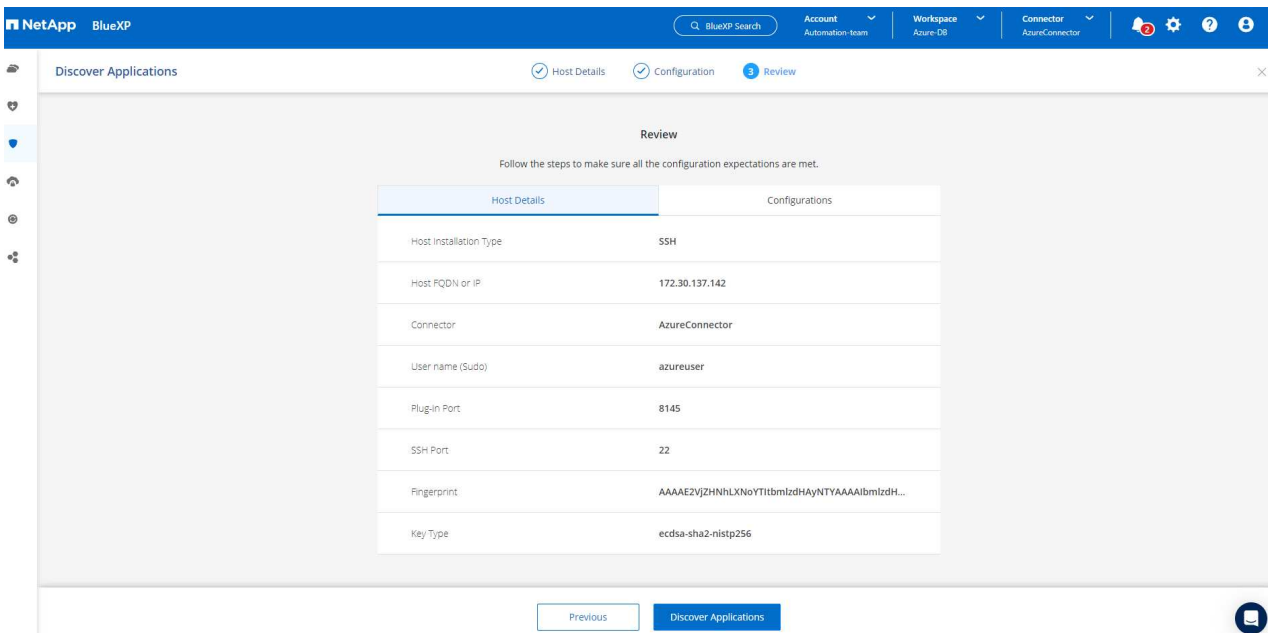 NetApp BlueXP
BlueXP Search
Account
Automation-team
Workspace
Azure-DB
Connector
AzureConnector
2
Discover Applications
Host Details
Configuration
3 Review
Review
Follow the steps to make sure all the configuration expectations are met.
Host Details
Configurations
Host Installation Type SSH
Host FQDN or IP 172.30.137.142
Connector AzureConnector
User name (Sudo) azureuser
Plug-in Port 8145
SSH Port 22
Fingerprint AAAAE2VjZHNhLXNoYTItbmlzdHAyNTYAAAAIbmlzdH...
Key Type ecdsa-sha2-nistp256
Previous
Discover Applications